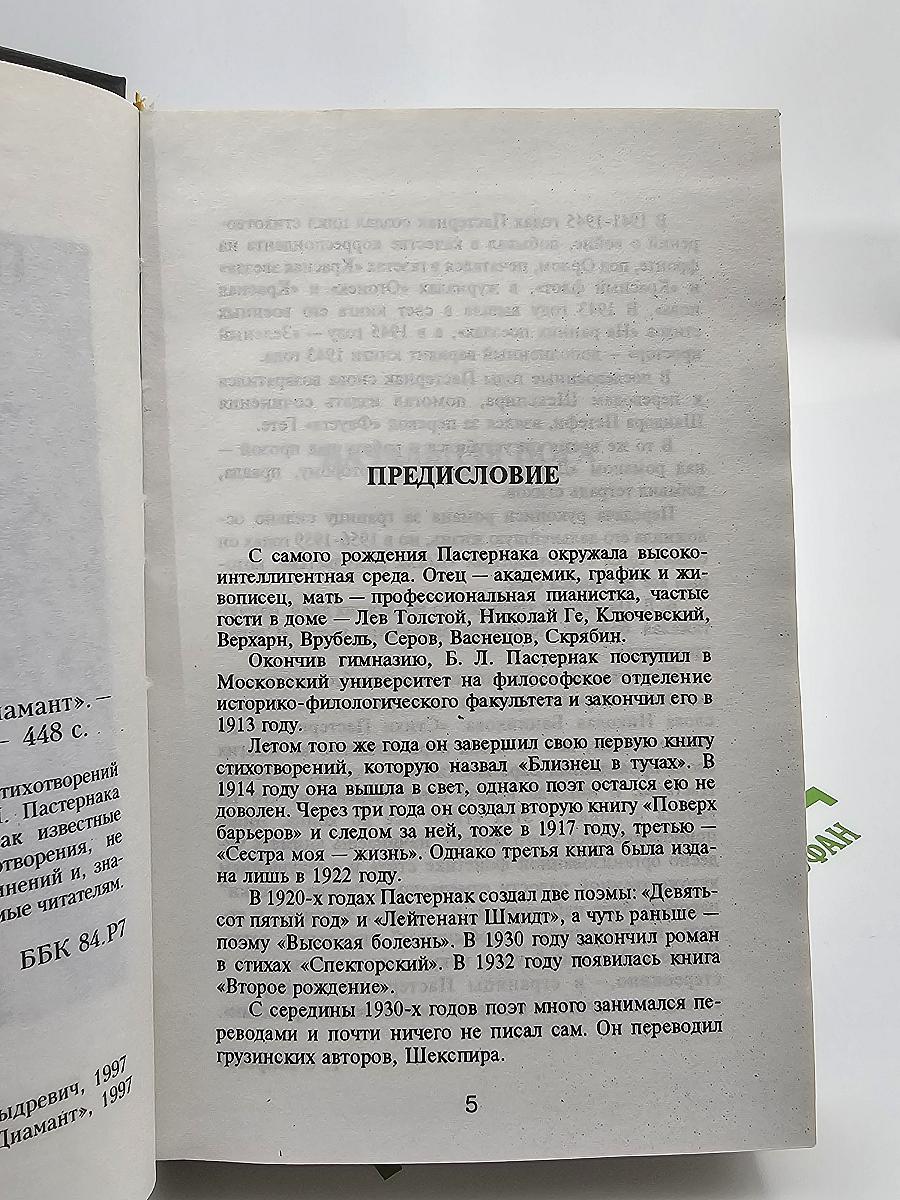 иамант». —
— 448 с.
тихотворений
Пастернака
ак известные
отворения, не
инений и, зна-
мые читателям.
ББК 84.Р7
ыдревич, 1997
Диамант», 1997
ПРЕДИСЛОВИЕ
С самого рождения Пастернака окружала высоко-
интеллигентная среда. Отец — академик, график и жи-
вописец, мать — профессиональная пианистка, частые
гости в доме — Лев Толстой, Николай Ге, Ключевский,
Верхарн, Врубель, Серов, Васнецов, Скрябин.
Окончив гимназию, Б. Л. Пастернак поступил в
Московский университет на философское отделение
историко-филологического факультета и закончил его в
1913 году.
Летом того же года он завершил свою первую книгу
стихотворений, которую назвал «Близнец в тучах». В
1914 году она вышла в свет, однако поэт остался ею не
доволен. Через три года он создал вторую книгу «Поверх
барьеров» и следом за ней, тоже в 1917 году, третью —
«Сестра моя — жизнь». Однако третья книга была изда-
на лишь в 1922 году.
В 1920-х годах Пастернак создал две поэмы: «Девять-
сот пятый год» и «Лейтенант Шмидт», а чуть раньше —
поэму «Высокая болезнь». В 1930 году закончил роман
в стихах «Спекторский». В 1932 году появилась книга
«Второе рождение».
С середины 1930-х годов поэт много занимался пе-
реводами и почти ничего не писал сам. Он переводил
грузинских авторов, Шекспира.
5
ФАН